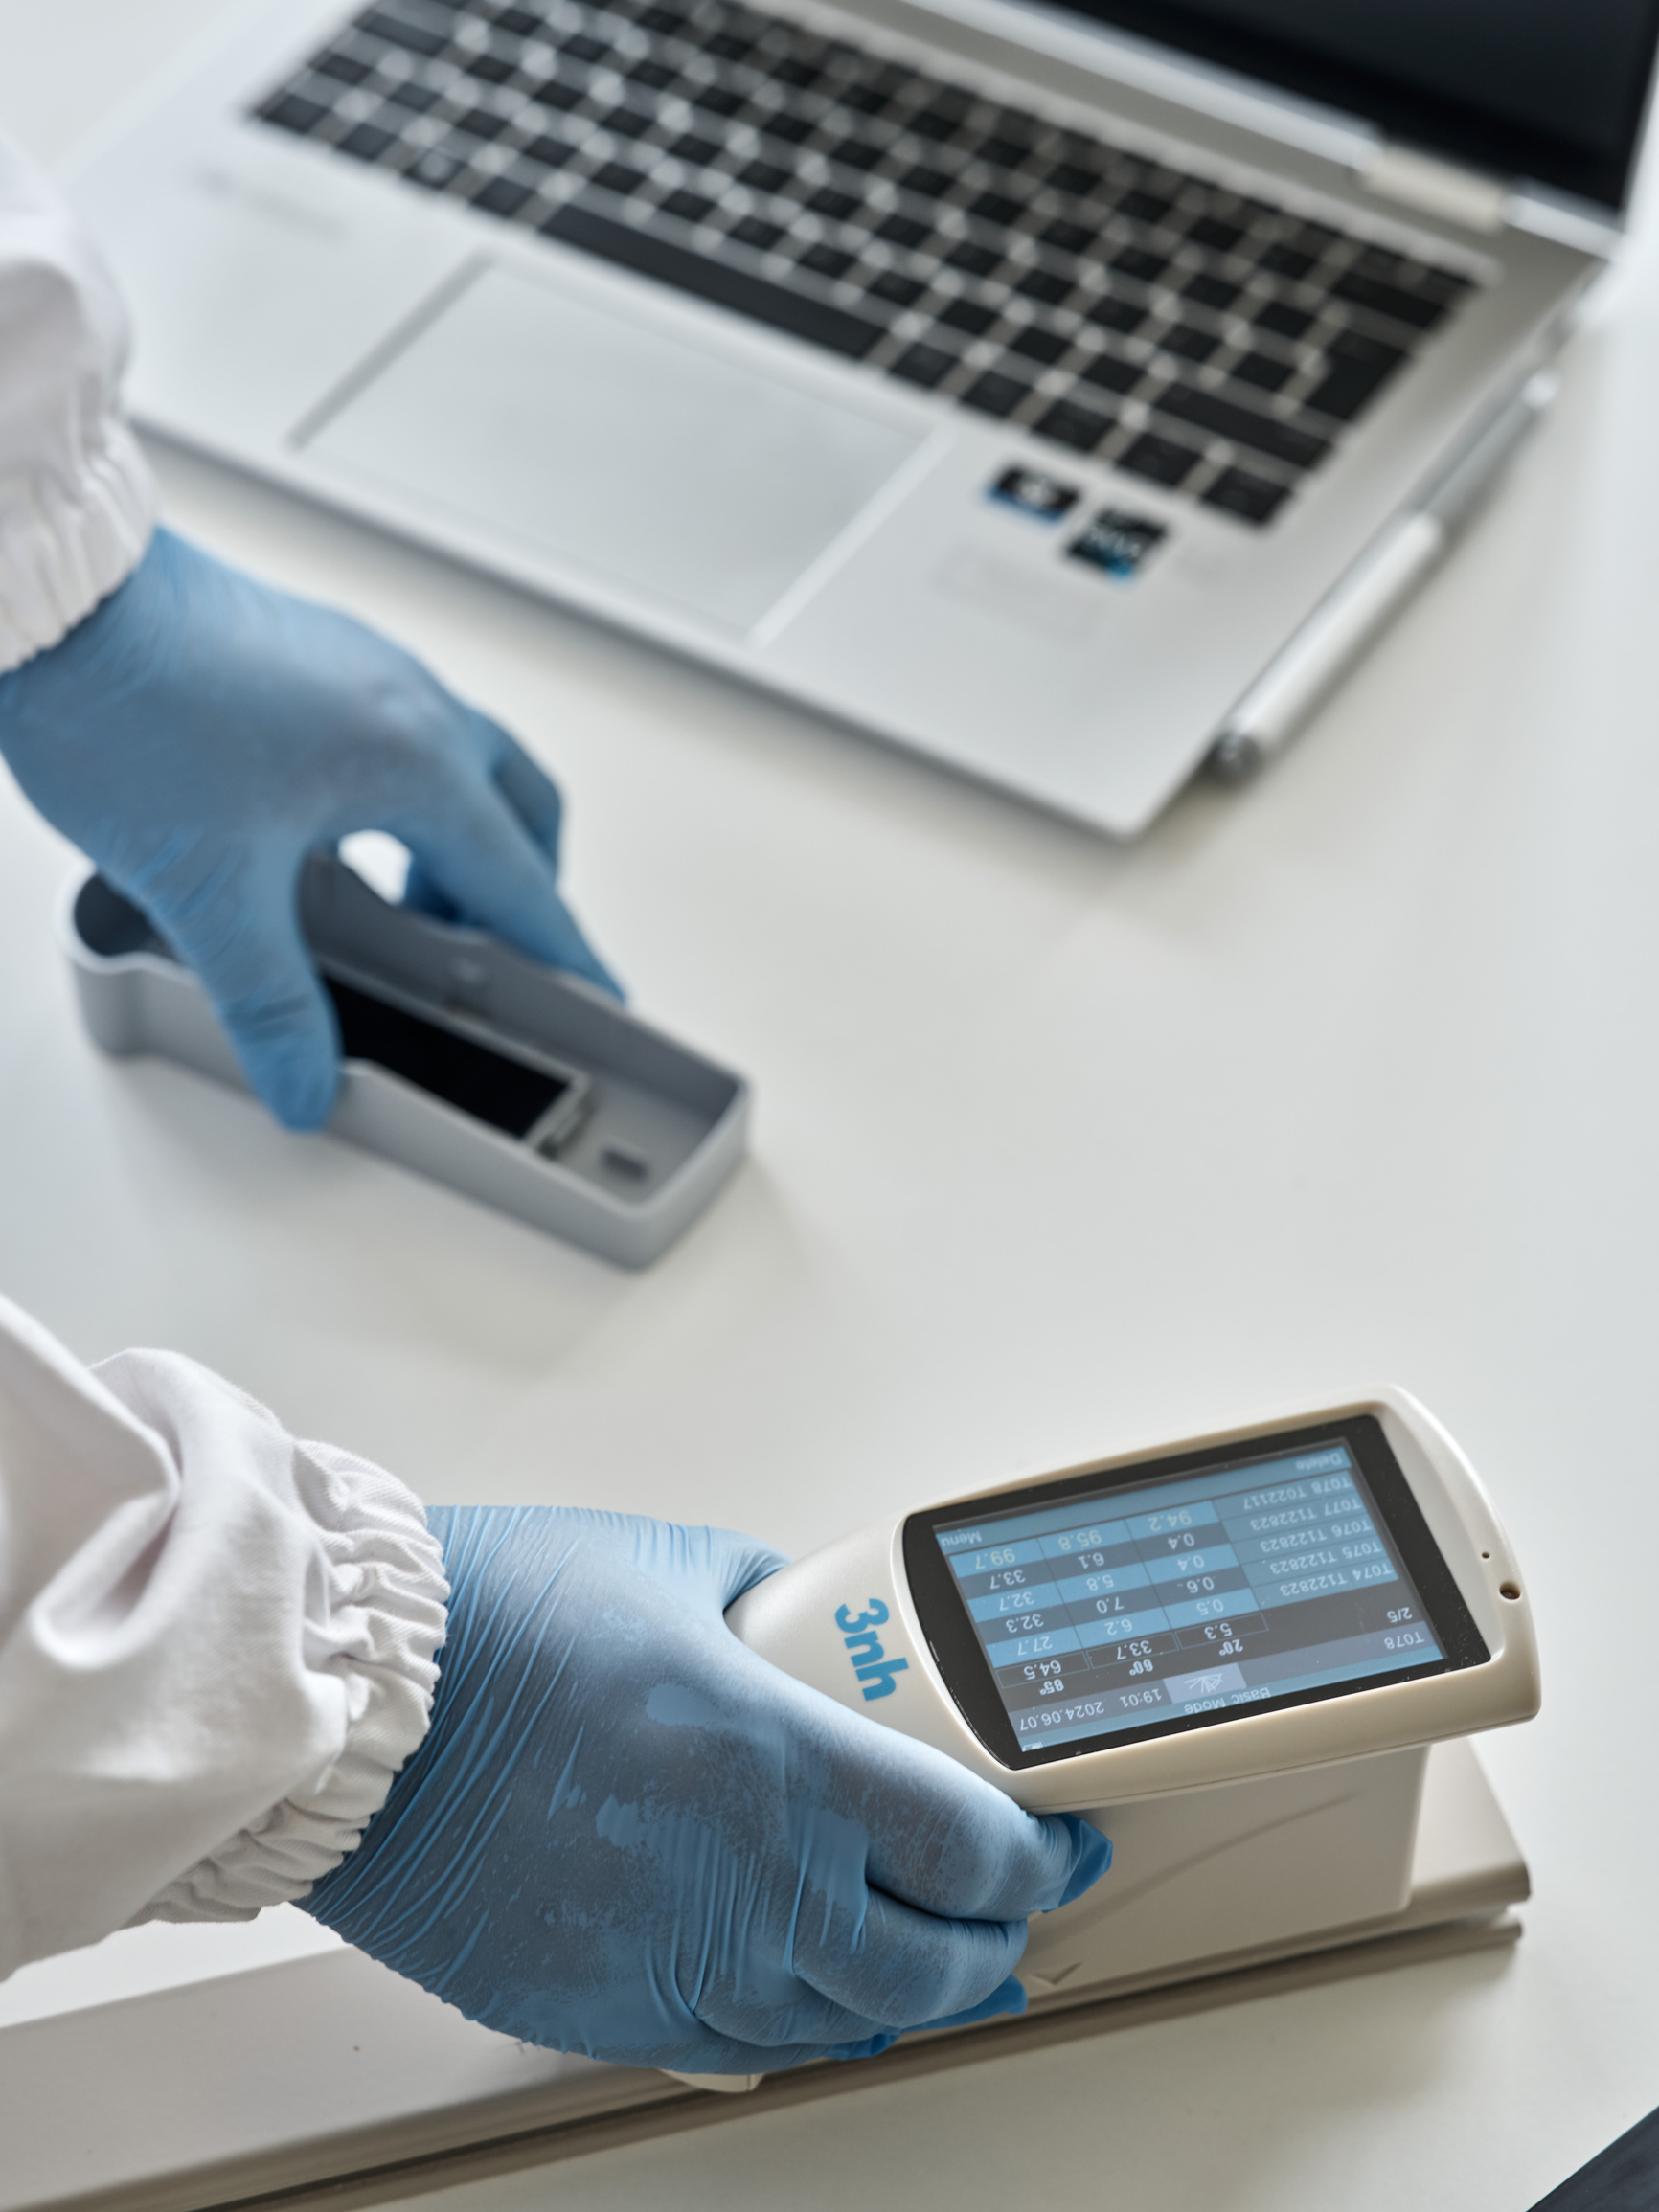 3nh
Basic Mode
T078 19:01 2024.06.07
2/5 20° 60° 85°
5.3 33.7 64.5
T074 T122823 0.5 6.2 27.7
T075 T122823 0.6 7.0 32.3
T076 T122823 0.4 5.8 32.7
T077 T122823 0.4 6.1 33.7
T078 T022117 94.2 95.8 99.7
Delete Menu